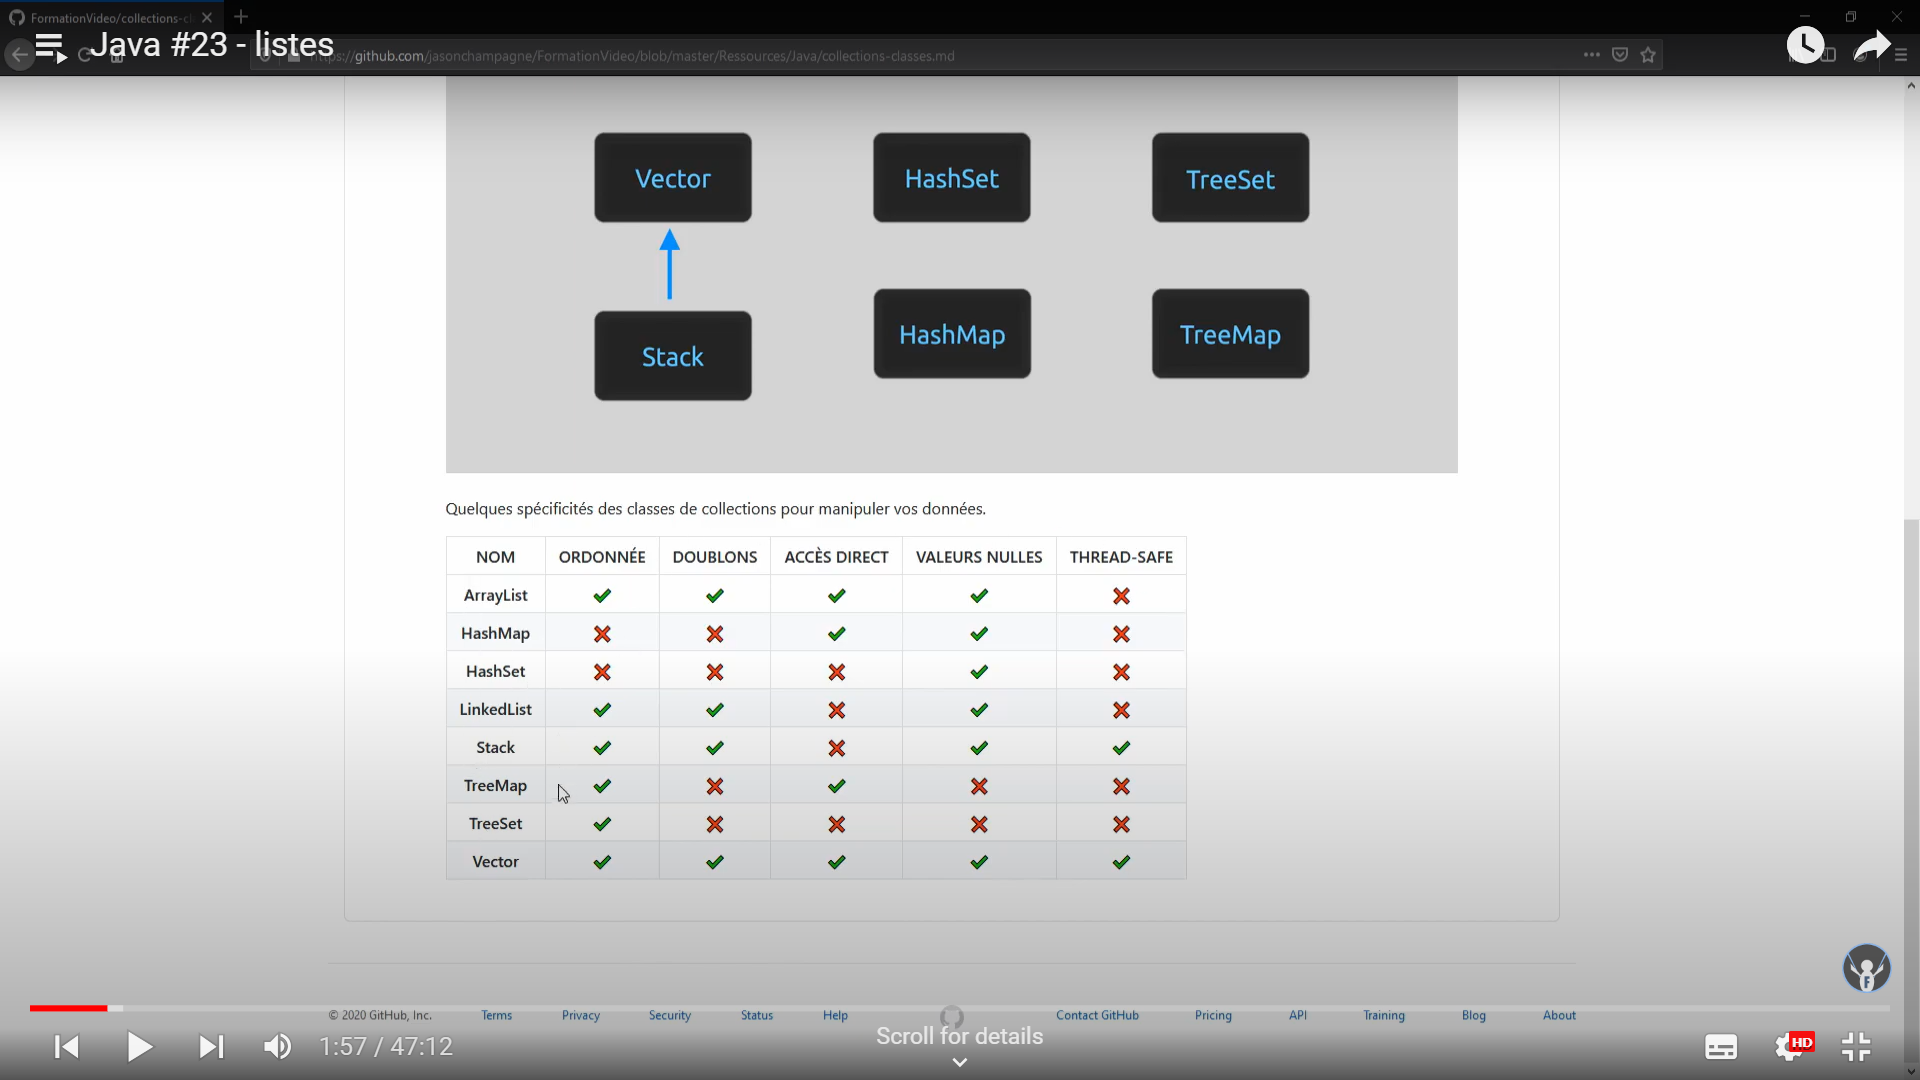 FormationVideo/collections-cl
Java #23 - listes
https://github.com/jasonchampagne/FormationVideo/blob/master/Ressources/Java/collections-classes.md
Vector
HashSet
TreeSet
Stack
HashMap
TreeMap
Quelques spécificités des classes de collections pour manipuler vos données.
NOM ORDONNÉE DOUBLONS ACCÈS DIRECT VALEURS NULLES THREAD-SAFE
ArrayList
HashMap
HashSet
LinkedList
Stack
TreeMap
TreeSet
Vector
F
© 2020 GitHub, Inc. Terms Privacy Security Status Help Contact GitHub Pricing API Training Blog About
Scroll for details
1:57 / 47:12
HD